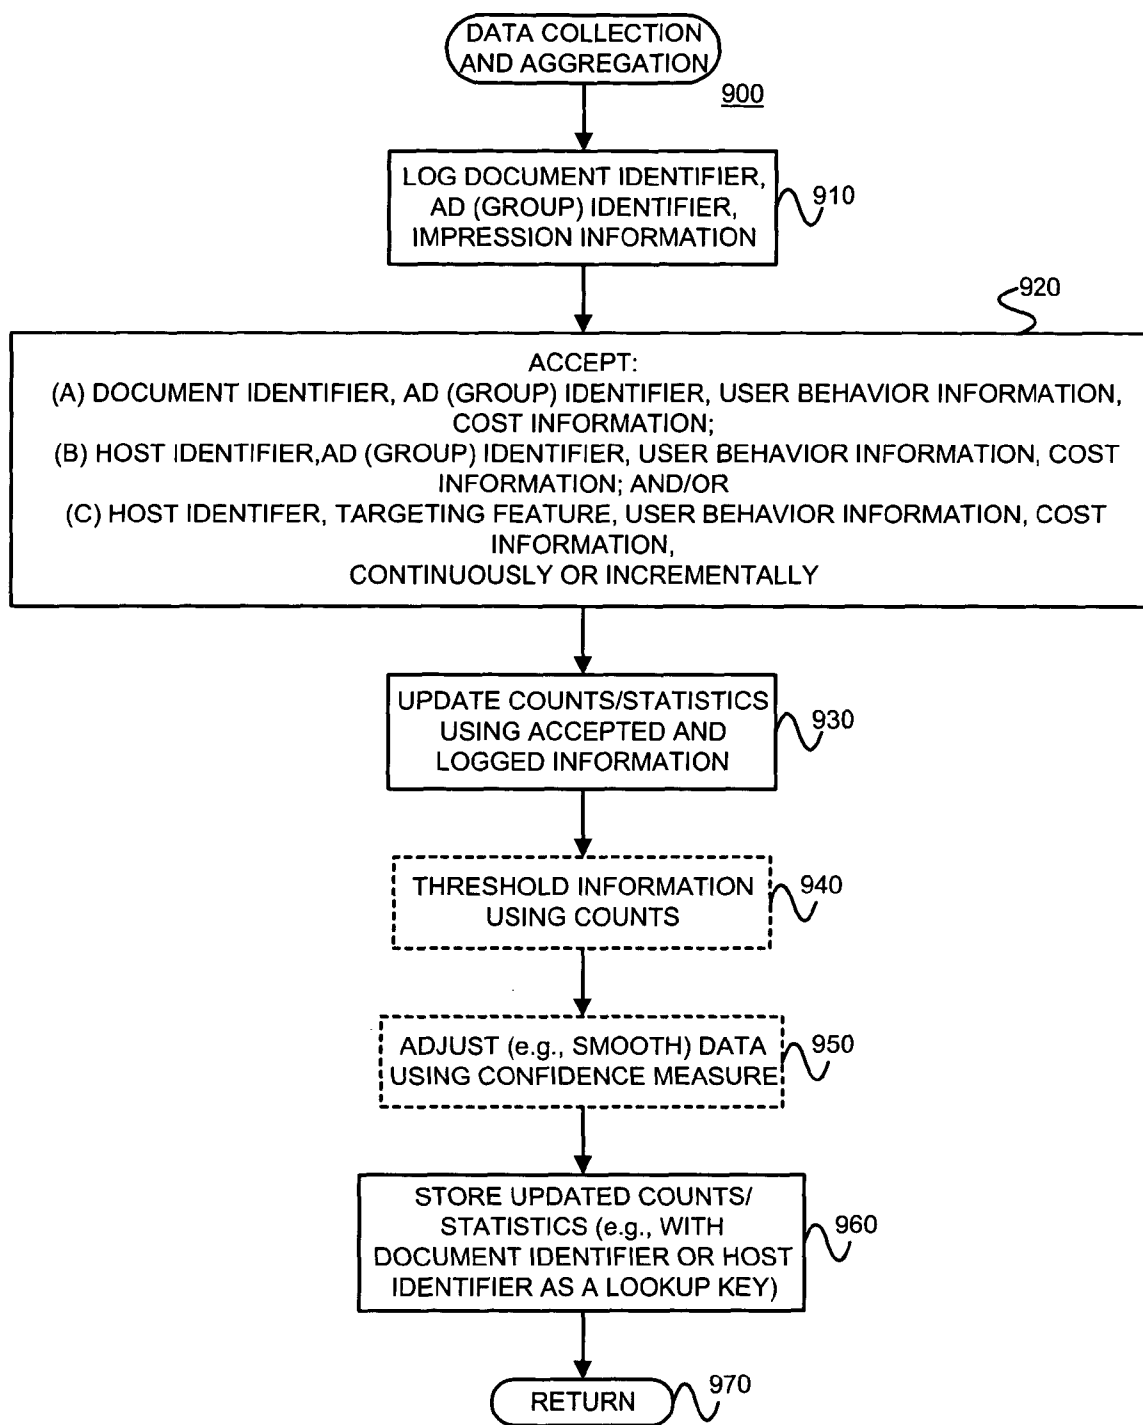 DATA COLLECTION
AND AGGREGATION
900
LOG DOCUMENT IDENTIFIER,
AD (GROUP) IDENTIFIER,
IMPRESSION INFORMATION
910
920
ACCEPT:
(A) DOCUMENT IDENTIFIER, AD (GROUP) IDENTIFIER, USER BEHAVIOR INFORMATION,
COST INFORMATION;
(B) HOST IDENTIFIER,AD (GROUP) IDENTIFIER, USER BEHAVIOR INFORMATION, COST
INFORMATION; AND/OR
(C) HOST IDENTIFER, TARGETING FEATURE, USER BEHAVIOR INFORMATION, COST
INFORMATION,
CONTINUOUSLY OR INCREMENTALLY
UPDATE COUNTS/STATISTICS
USING ACCEPTED AND
LOGGED INFORMATION
930
THRESHOLD INFORMATION
USING COUNTS
940
ADJUST (e.g., SMOOTH) DATA
USING CONFIDENCE MEASURE
950
STORE UPDATED COUNTS/
STATISTICS (e.g., WITH
DOCUMENT IDENTIFIER OR HOST
IDENTIFIER AS A LOOKUP KEY)
960
RETURN
970